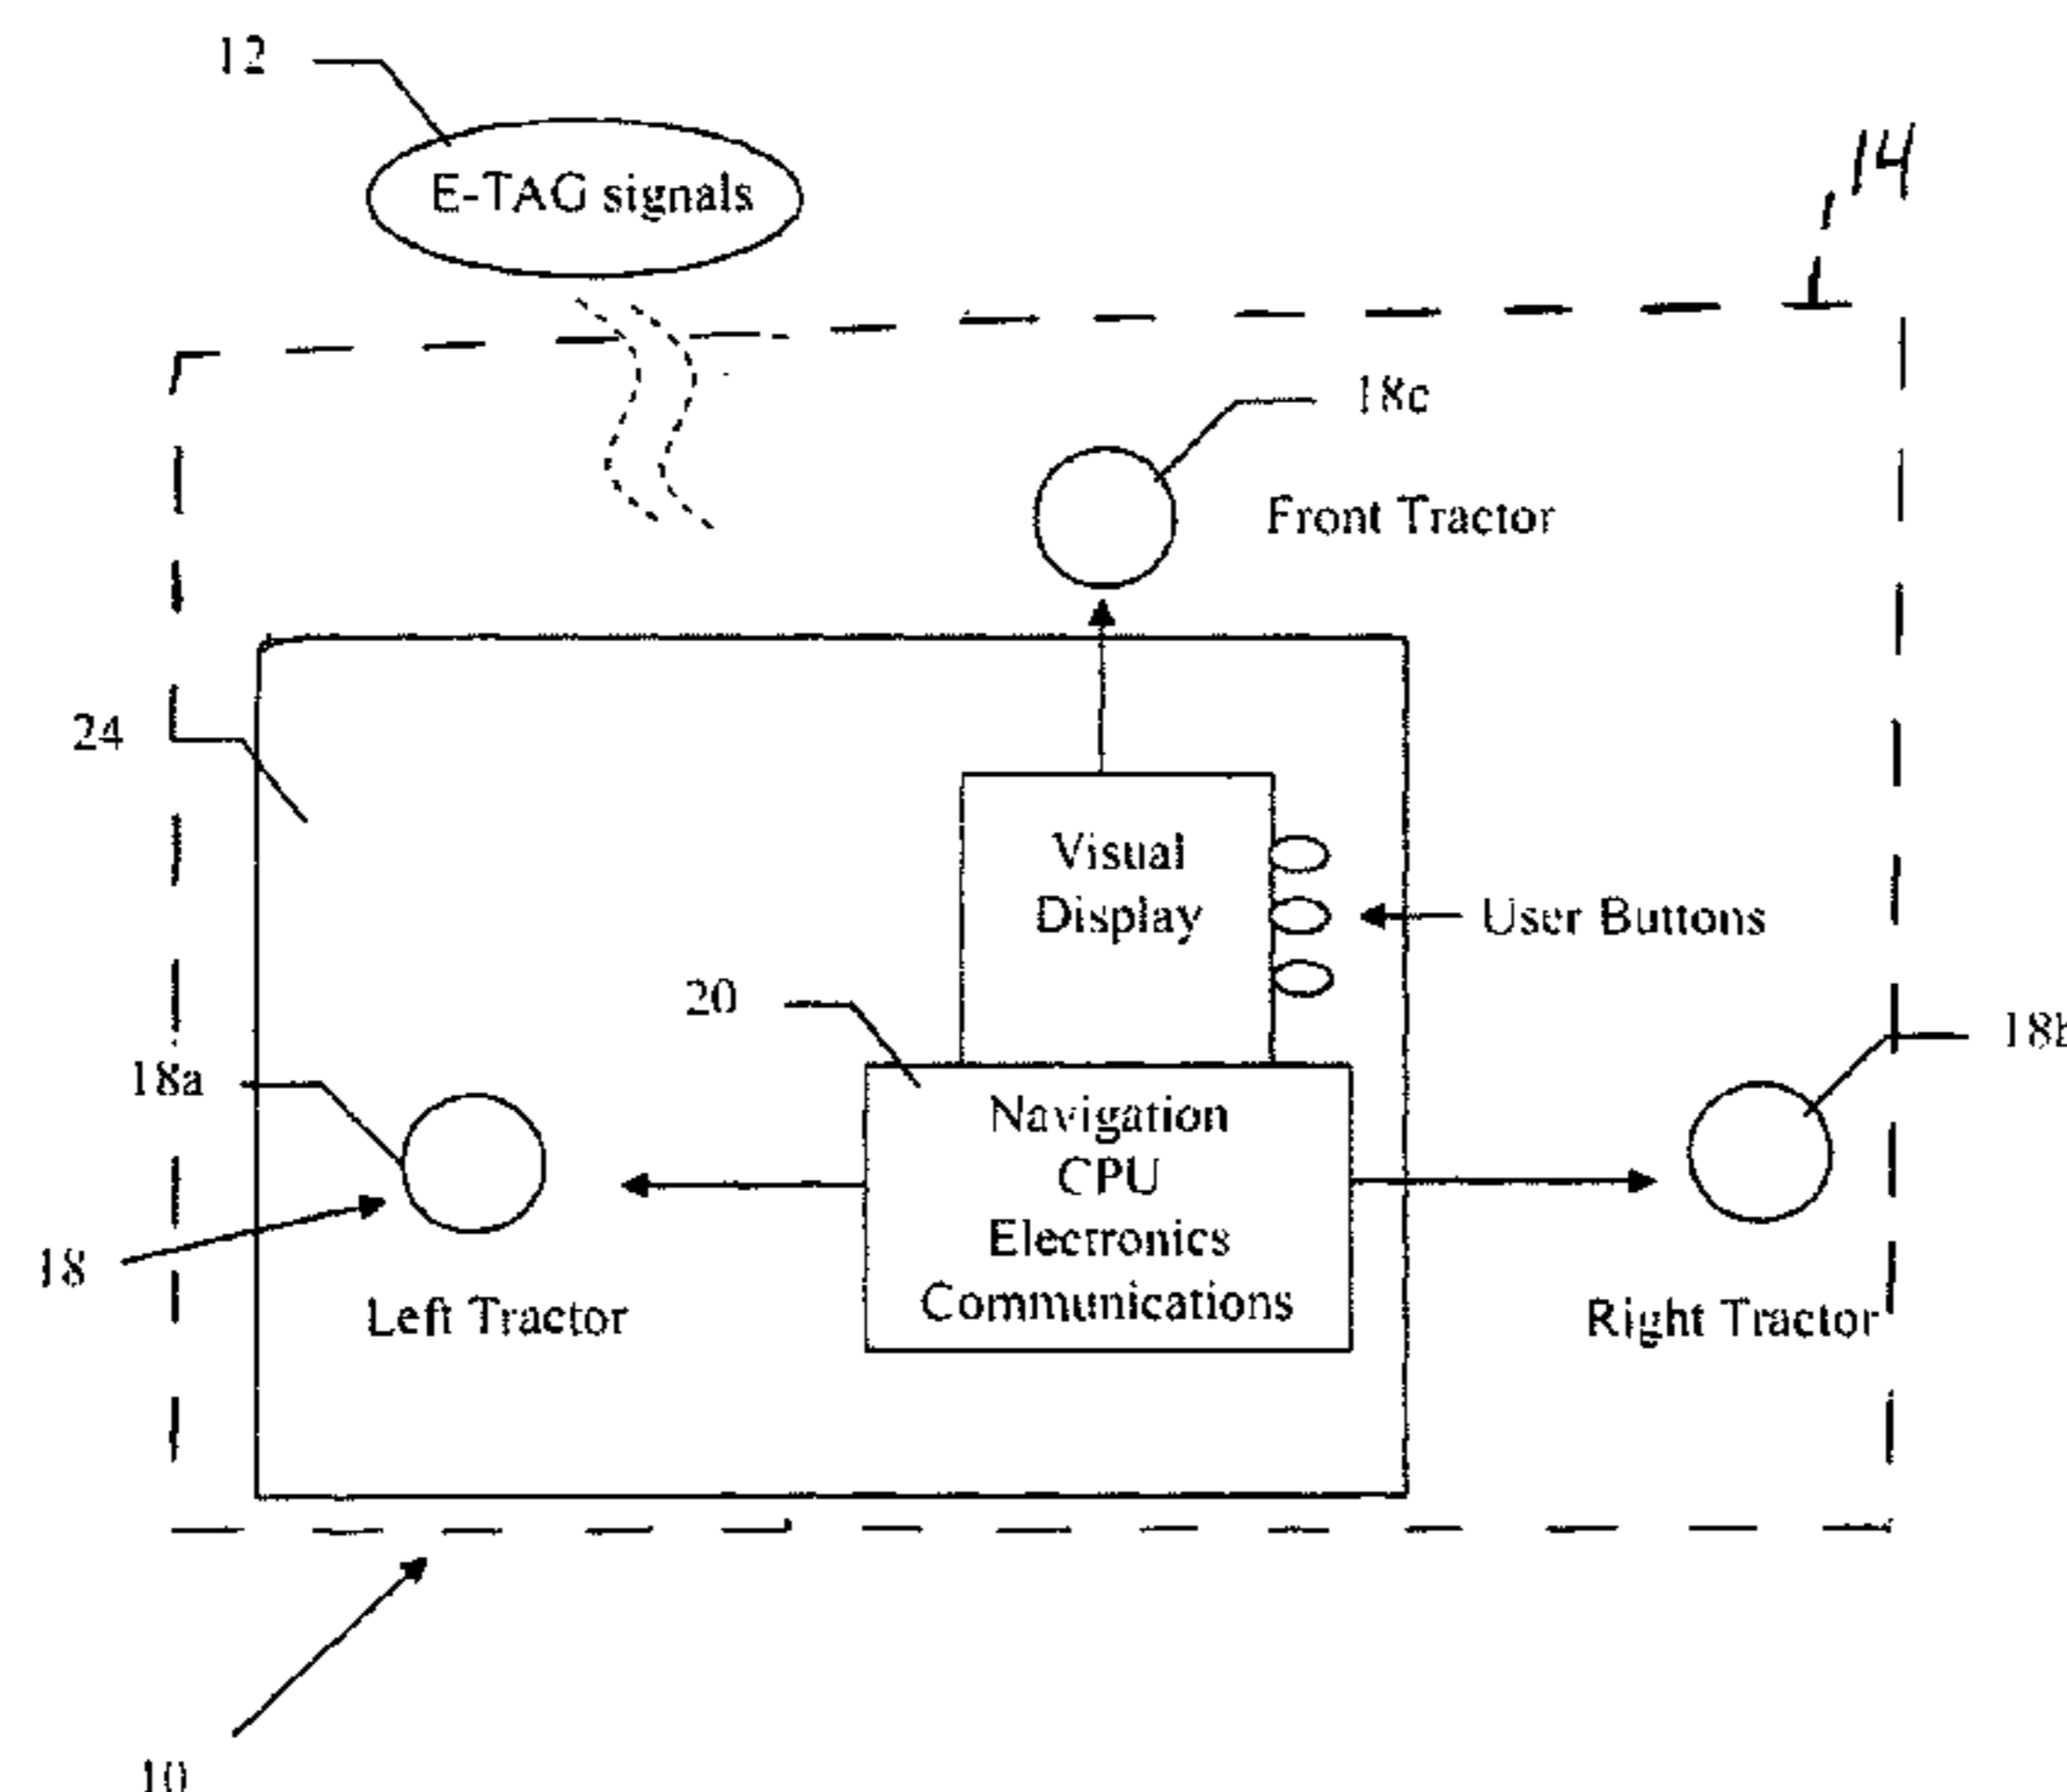 12
E-TAG signals
14
18c
Front Tractor
24
Visual
Display
User Buttons
20
18b
18a
Navigation
CPU
Electronics
Communications
18
Left Tractor
Right Tractor
10